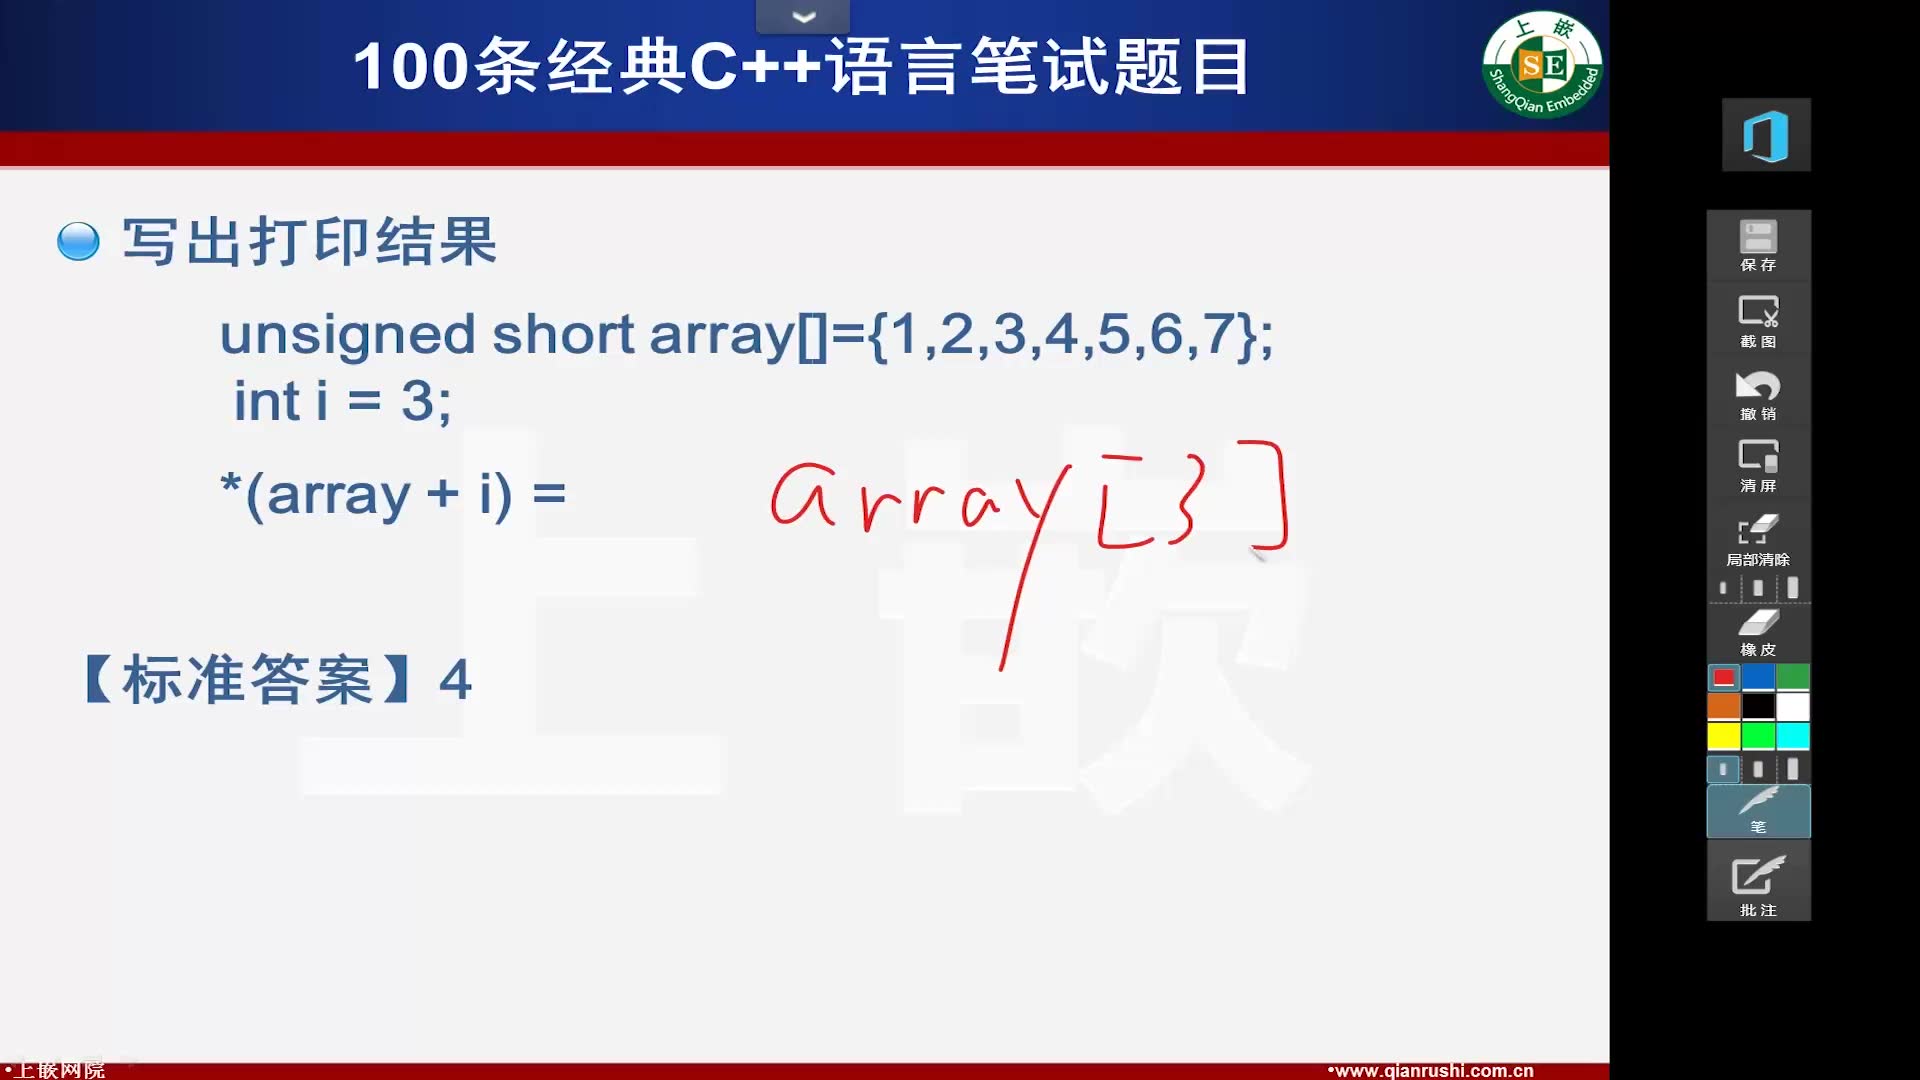 100条经典C++语言笔试题目
上嵌
SE
ShangQian Embedded
写出打印结果
unsigned short array[]={1,2,3,4,5,6,7};
int i = 3;
*(array + i) =
array[3]
【标准答案】4
上嵌
•上嵌网院
•www.qianrushi.com.cn
保存
截图
撤销
清屏
局部清除
橡皮
笔
批注